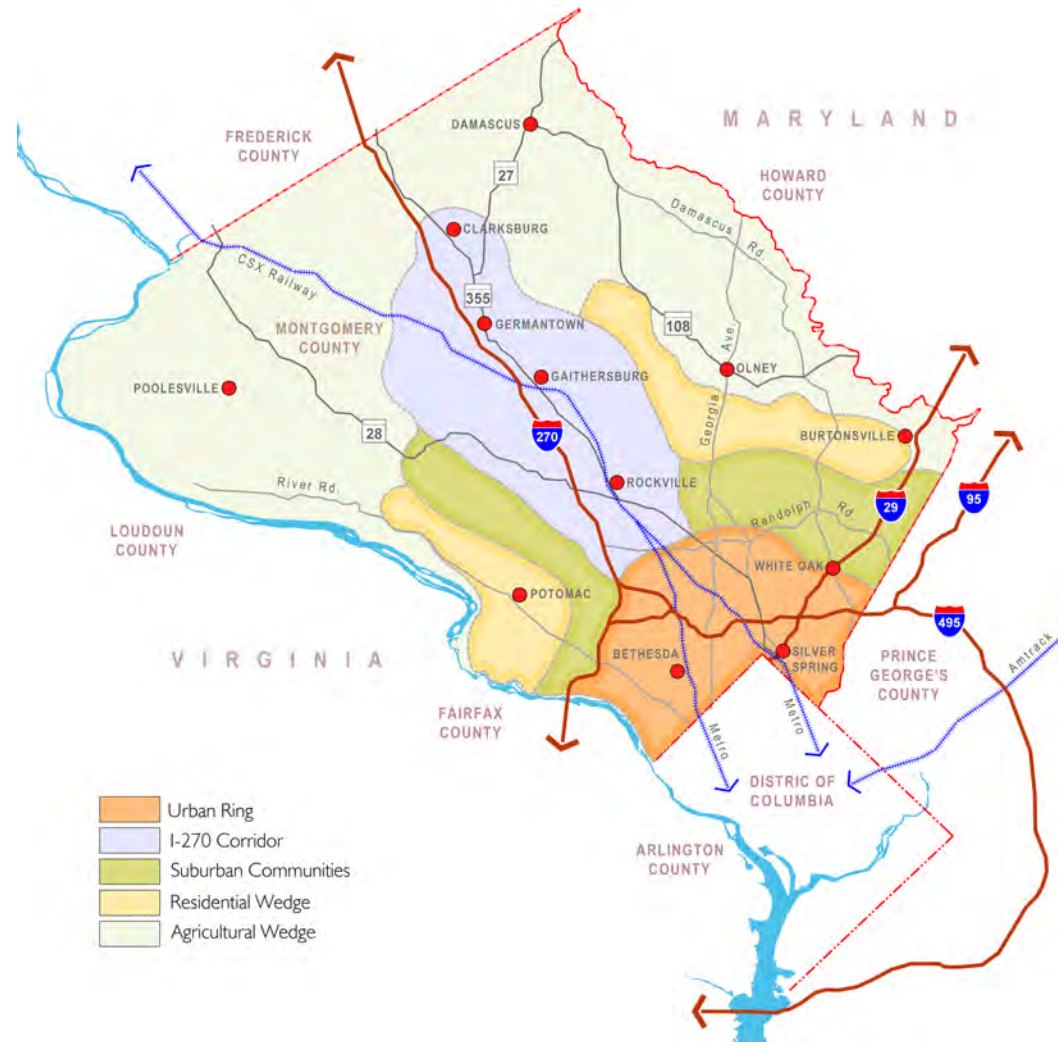 MARYLAND
FREDERICK
COUNTY
DAMASCUS
HOWARD
COUNTY
27
Damascus Rd.
CLARKSBURG
CSX Railway
355
MONTGOMERY
COUNTY
GERMANTOWN
108
Georgia Ave.
OLNEY
GAITHERSBURG
POOLESVILLE
28
270
BURTONSVILLE
River Rd.
ROCKVILLE
29
95
Randolph Rd
LOUDOUN
COUNTY
WHITE OAK
POTOMAC
495
VIRGINIA
BETHESDA
SILVER
SPRING
PRINCE
GEORGE'S
COUNTY
Amtrack
FAIRFAX
COUNTY
Metro
Metro
DISTRIC OF
COLUMBIA
ARLINGTON
COUNTY
Urban Ring
I-270 Corridor
Suburban Communities
Residential Wedge
Agricultural Wedge